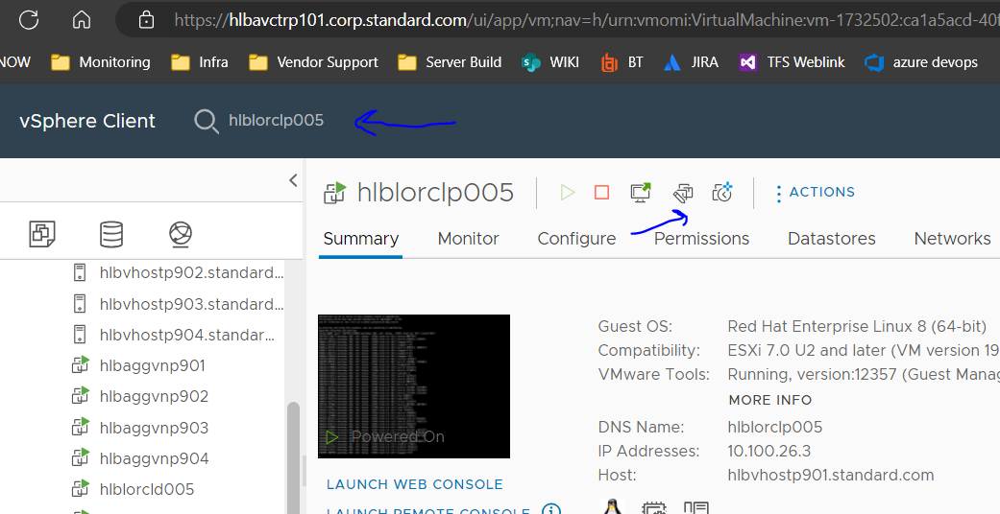 https://hlbavctrp101.corp.standard.com/ui/app/vm;nav=h/urn:vmomi:VirtualMachine:vm-1732502:ca1a5acd-40f
NOW Monitoring Infra Vendor Support Server Build WIKI BT JIRA TFS Weblink azure devops
vSphere Client hlblorclp005
hlblorclp005 ACTIONS
Summary Monitor Configure Permissions Datastores Networks
hlbvhostp902.standard...
hlbvhostp903.standard...
hlbvhostp904.standar...
hlbaggvnp901
hlbaggvnp902
hlbaggvnp903
hlbaggvnp904
hlblorcld005
Powered On
LAUNCH WEB CONSOLE
LAUNCH REMOTE CONSOLE
Guest OS: Red Hat Enterprise Linux 8 (64-bit)
Compatibility: ESXi 7.0 U2 and later (VM version 19
VMware Tools: Running, version:12357 (Guest Manag
MORE INFO
DNS Name: hlblorclp005
IP Addresses: 10.100.26.3
Host: hlbvhostp901.standard.com